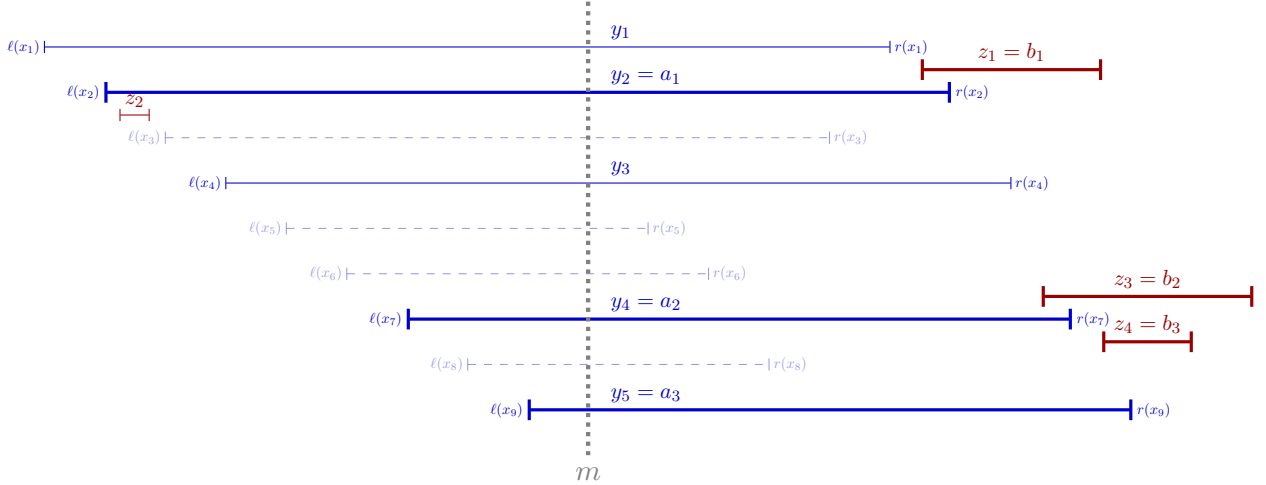 y₁
ℓ(x₁) r(x₁)
z₁ = b₁
y₂ = a₁
ℓ(x₂) r(x₂)
z₂
ℓ(x₃) r(x₃)
y₃
ℓ(x₄) r(x₄)
ℓ(x₅) r(x₅)
ℓ(x₆) r(x₆)
z₃ = b₂
y₄ = a₂
ℓ(x₇) r(x₇)
z₄ = b₃
ℓ(x₈) r(x₈)
y₅ = a₃
ℓ(x₉) r(x₉)
m